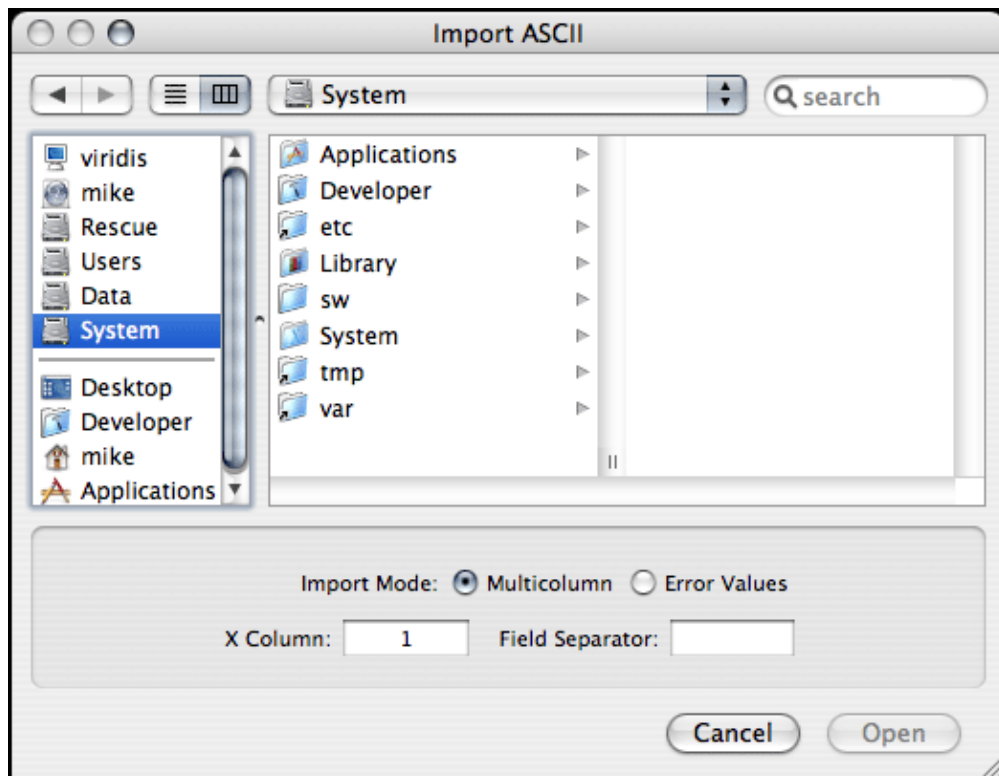 Import ASCII
System
search
viridis
mike
Rescue
Users
Data
System
Desktop
Developer
mike
Applications
Applications
Developer
etc
Library
sw
System
tmp
var
Import Mode: Multicolumn Error Values
X Column: 1 Field Separator:
Cancel Open